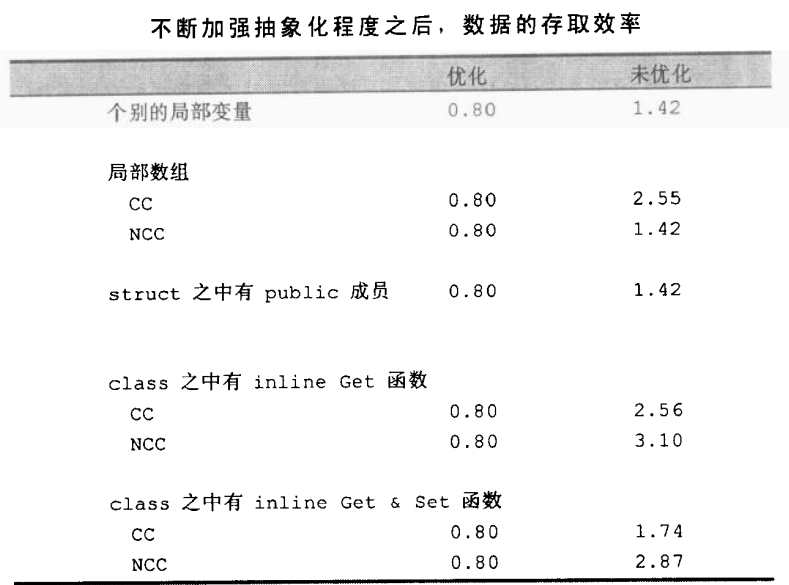 不断加强抽象化程度之后，数据的存取效率
优化 未优化
个别的局部变量 0.80 1.42
局部数组
CC 0.80 2.55
NCC 0.80 1.42
struct 之中有 public 成员 0.80 1.42
class 之中有 inline Get 函数
CC 0.80 2.56
NCC 0.80 3.10
class 之中有 inline Get & Set 函数
CC 0.80 1.74
NCC 0.80 2.87